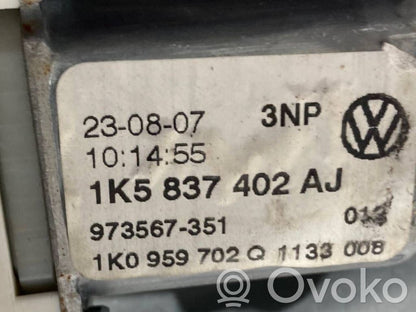 23-08-07 3NP
10:14:55
1K5 837 402 AJ
973567-351
1K0 959 702 Q 1133 008
Ovoko